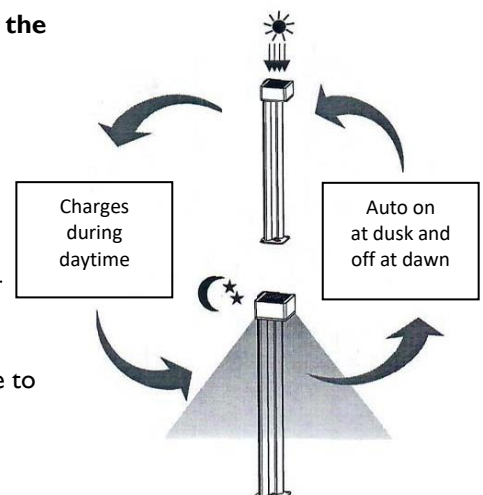 the
Charges
during
daytime
Auto on
at dusk and
off at dawn
to